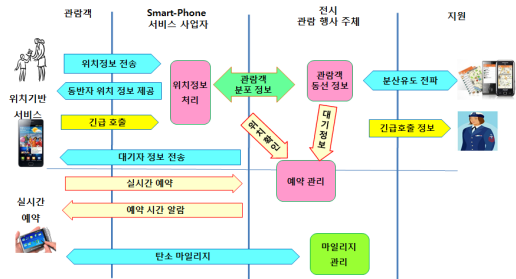 관람객
Smart-Phone
서비스 사업자
전시
관람 행사 주체
지원
위치정보 전송
동반자 위치 정보 제공
위치정보
처리
관람객
분포 정보
관람객
동선 정보
분산유도 전파
위치기반
서비스
긴급 호출
위치확인
대기정보
긴급호출 정보
대기자 정보 전송
실시간 예약
예약 관리
실시간
예약
예약 시간 알람
탄소 마일리지
마일리지
관리